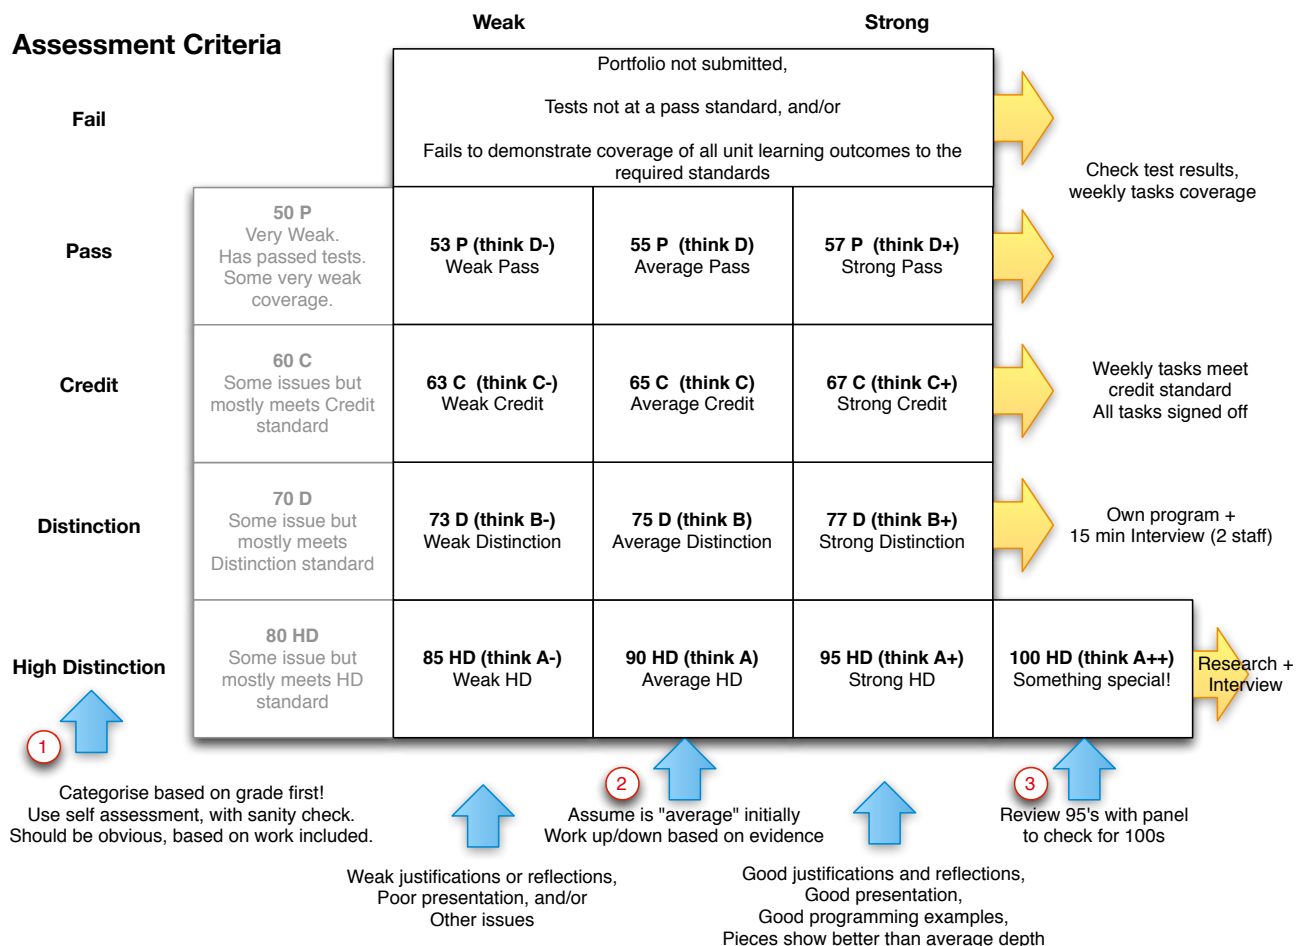 Weak
Strong
Assessment Criteria
Fail
Portfolio not submitted,
Tests not at a pass standard, and/or
Fails to demonstrate coverage of all unit learning outcomes to the
required standards
Check test results,
weekly tasks coverage
Pass
50 P
Very Weak.
Has passed tests.
Some very weak
coverage.
53 P (think D-)
Weak Pass
55 P (think D)
Average Pass
57 P (think D+)
Strong Pass
Credit
60 C
Some issues but
mostly meets Credit
standard
63 C (think C-)
Weak Credit
65 C (think C)
Average Credit
67 C (think C+)
Strong Credit
Weekly tasks meet
credit standard
All tasks signed off
Distinction
70 D
Some issue but
mostly meets
Distinction standard
73 D (think B-)
Weak Distinction
75 D (think B)
Average Distinction
77 D (think B+)
Strong Distinction
Own program +
15 min Interview (2 staff)
High Distinction
80 HD
Some issue but
mostly meets HD
standard
85 HD (think A-)
Weak HD
90 HD (think A)
Average HD
95 HD (think A+)
Strong HD
100 HD (think A++)
Something special!
Research +
Interview
1
Categorise based on grade first!
Use self assessment, with sanity check.
Should be obvious, based on work included.
Weak justifications or reflections,
Poor presentation, and/or
Other issues
2
Assume is "average" initially
Work up/down based on evidence
Good justifications and reflections,
Good presentation,
Good programming examples,
Pieces show better than average depth
3
Review 95's with panel
to check for 100s